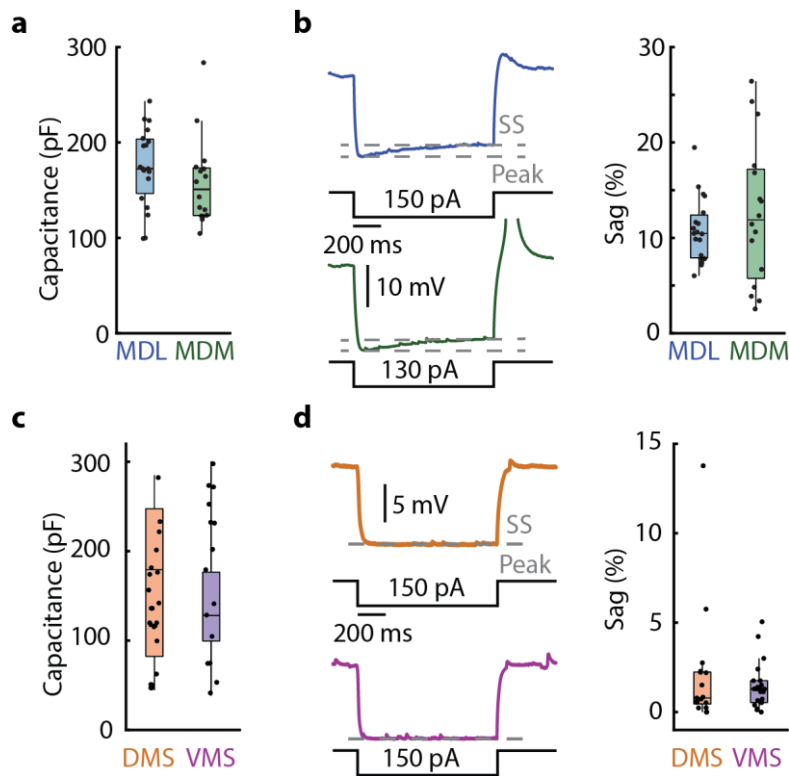 a
Capacitance (pF)
300
200
100
0
MDL MDM
b
SS
Peak
150 pA
200 ms
10 mV
130 pA
Sag (%)
30
20
10
0
MDL MDM
c
Capacitance (pF)
300
200
100
0
DMS VMS
d
5 mV
SS
Peak
150 pA
200 ms
150 pA
Sag (%)
15
10
5
0
DMS VMS